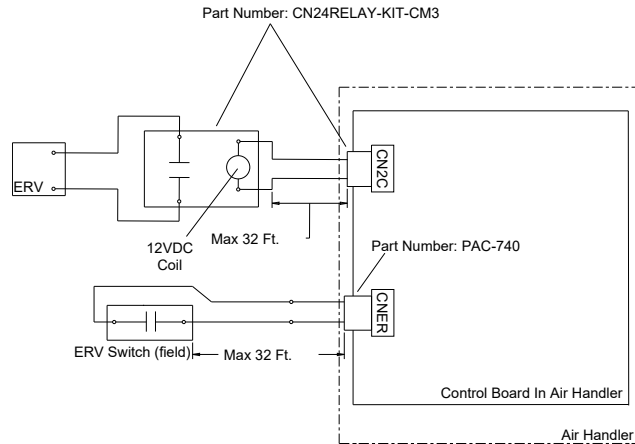 Part Number: CN24RELAY-KIT-CM3
CN2C
ERV
12VDC
Coil
Max 32 Ft.
Part Number: PAC-740
CNER
ERV Switch (field)
Max 32 Ft.
Control Board In Air Handler
Air Handler